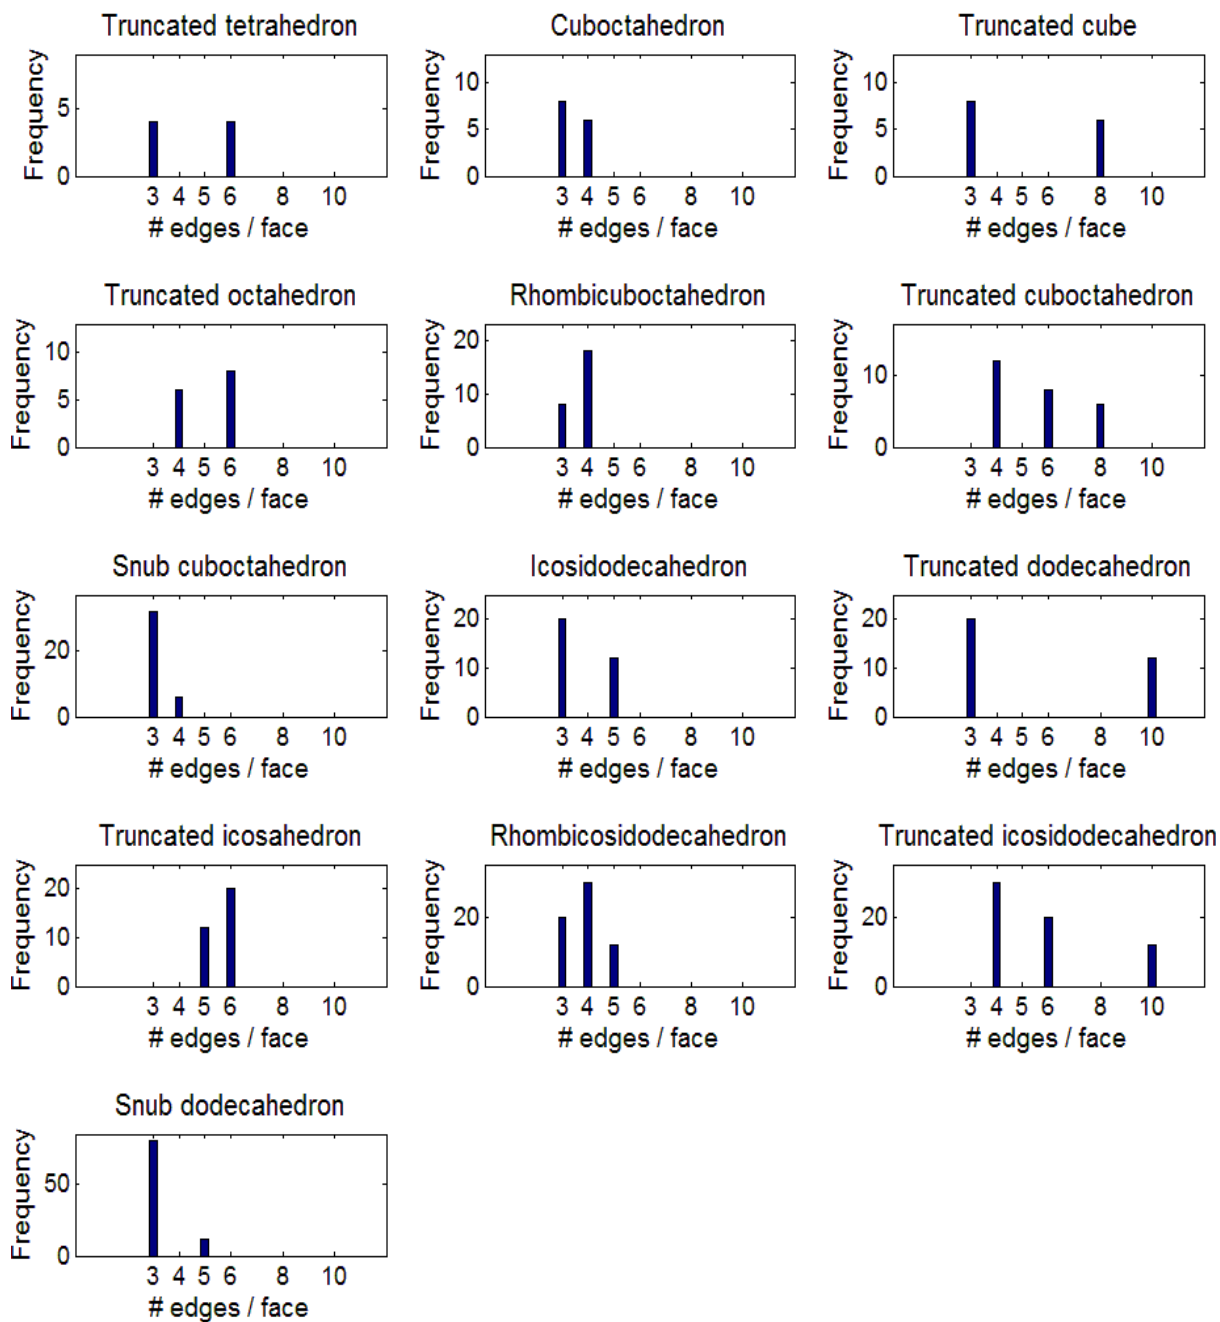 Truncated tetrahedron
Frequency
5
0
3 4 5 6 8 10
# edges / face
Cuboctahedron
Frequency
10
5
0
3 4 5 6 8 10
# edges / face
Truncated cube
Frequency
10
5
0
3 4 5 6 8 10
# edges / face
Truncated octahedron
Frequency
10
5
0
3 4 5 6 8 10
# edges / face
Rhombicuboctahedron
Frequency
20
10
0
3 4 5 6 8 10
# edges / face
Truncated cuboctahedron
Frequency
10
0
3 4 5 6 8 10
# edges / face
Snub cuboctahedron
Frequency
20
0
3 4 5 6 8 10
# edges / face
Icosidodecahedron
Frequency
20
10
0
3 4 5 6 8 10
# edges / face
Truncated dodecahedron
Frequency
20
10
0
3 4 5 6 8 10
# edges / face
Truncated icosahedron
Frequency
20
10
0
3 4 5 6 8 10
# edges / face
Rhombicosidodecahedron
Frequency
20
0
3 4 5 6 8 10
# edges / face
Truncated icosidodecahedron
Frequency
20
0
3 4 5 6 8 10
# edges / face
Snub dodecahedron
Frequency
50
0
3 4 5 6 8 10
# edges / face